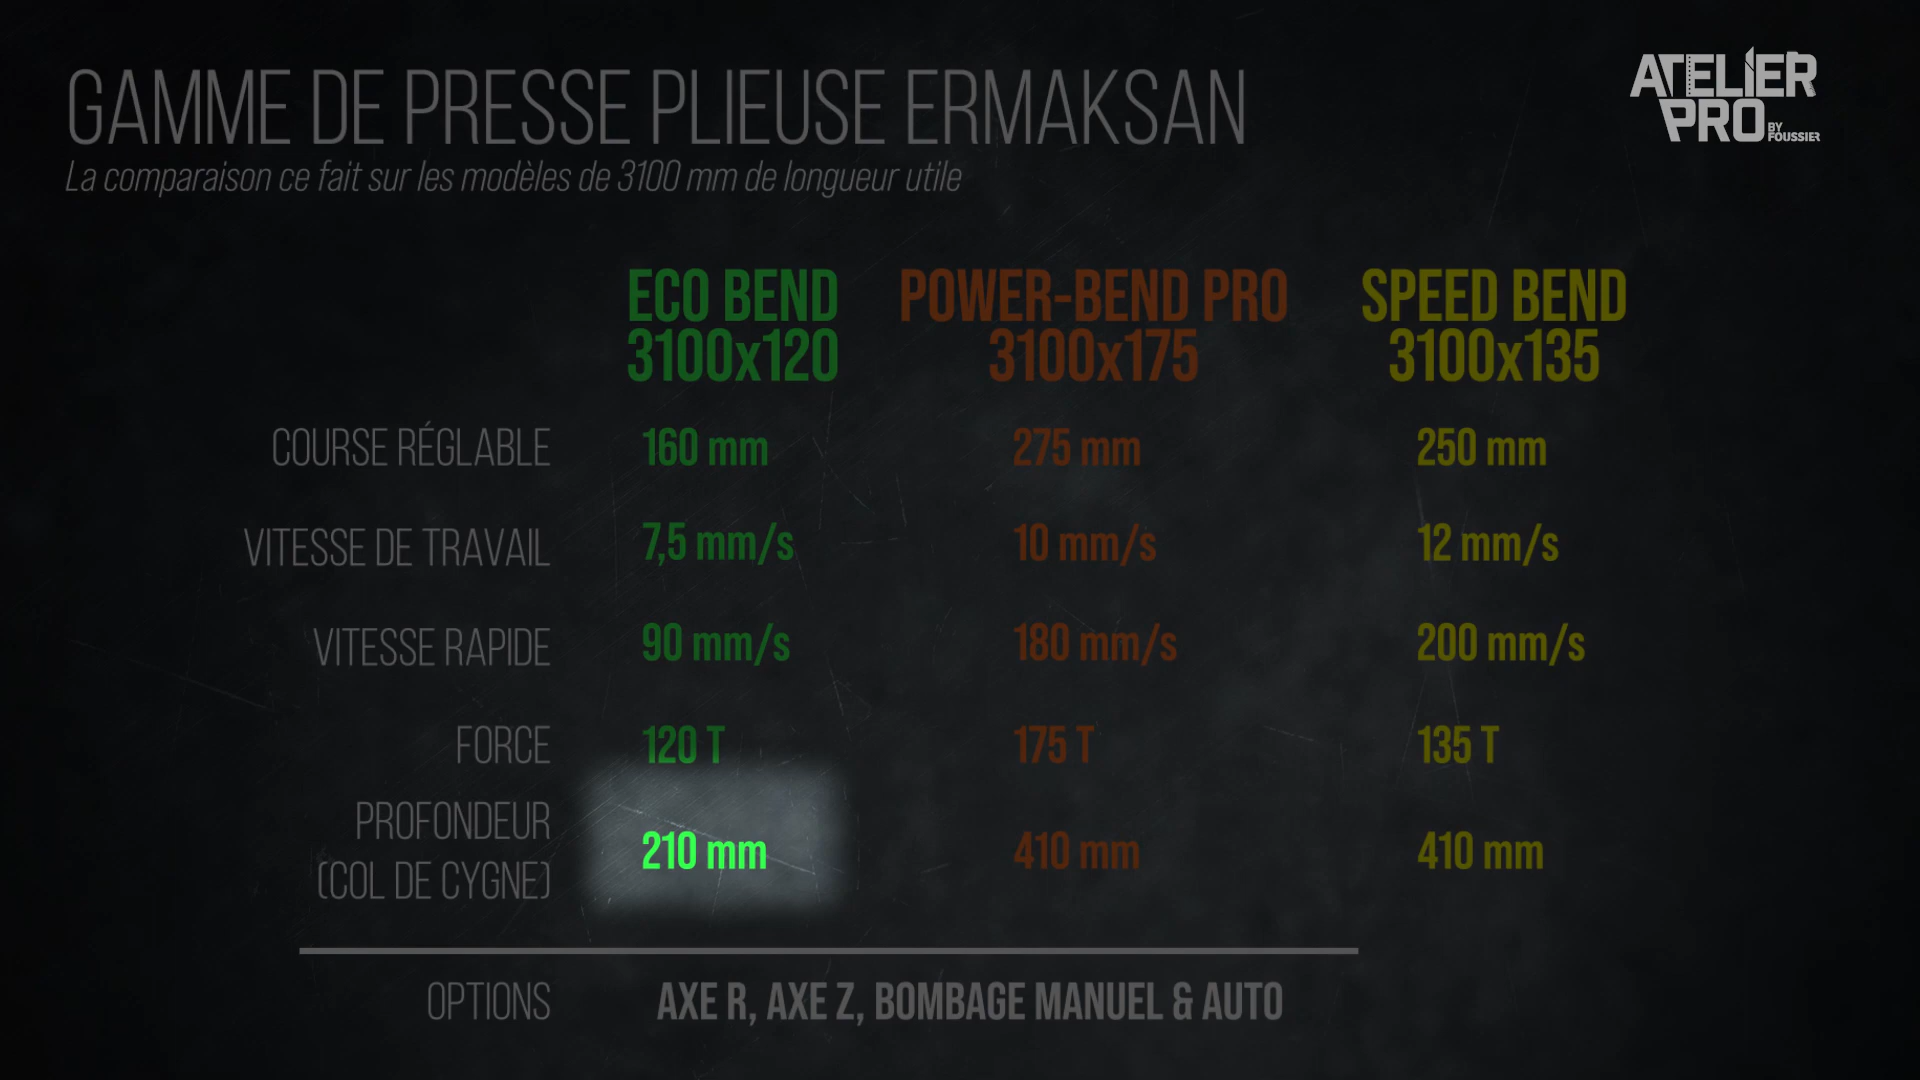 GAMME DE PRESSE PLIEUSE ERMAKSAN
La comparaison ce fait sur les modèles de 3100 mm de longueur utile
ATELIER
PRO BY FOUSSIER
ECO BEND POWER-BEND PRO SPEED BEND
3100x120 3100x175 3100x135
COURSE RÉGLABLE 160 mm 275 mm 250 mm
VITESSE DE TRAVAIL 7,5 mm/s 10 mm/s 12 mm/s
VITESSE RAPIDE 90 mm/s 180 mm/s 200 mm/s
FORCE 120 T 175 T 135 T
PROFONDEUR
(COL DE CYGNE) 210 mm 410 mm 410 mm
OPTIONS AXE R, AXE Z, BOMBAGE MANUEL & AUTO